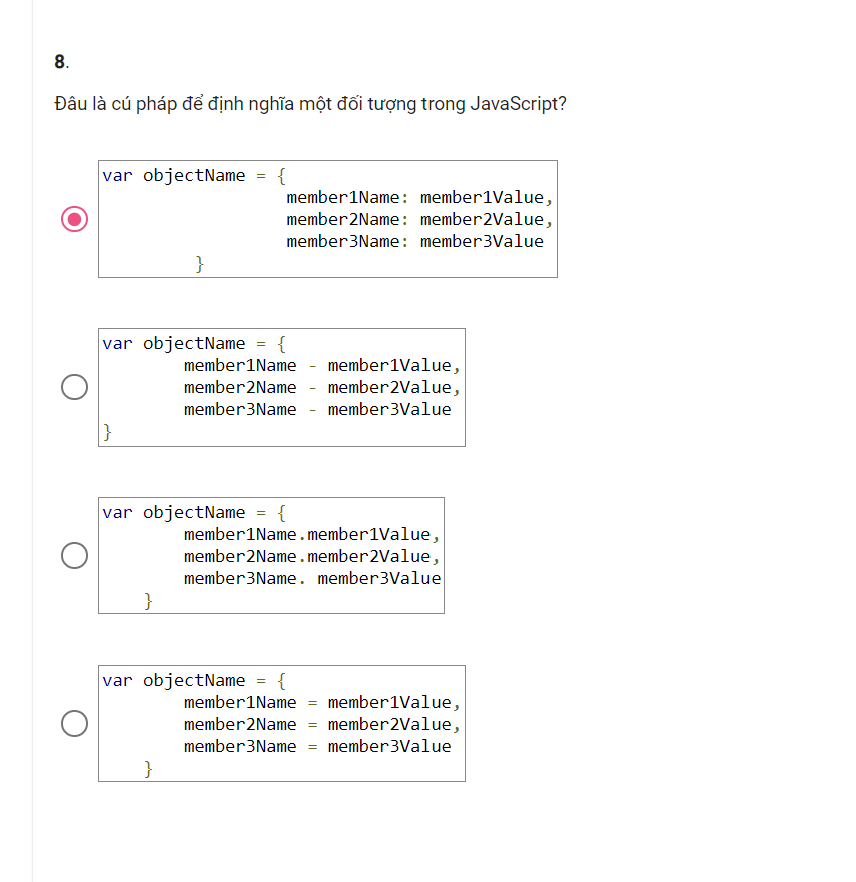 8.
Đâu là cú pháp để định nghĩa một đối tượng trong JavaScript?
var objectName = {
member1Name: member1Value,
member2Name: member2Value,
member3Name: member3Value
}
var objectName = {
member1Name - member1Value,
member2Name - member2Value,
member3Name - member3Value
}
var objectName = {
member1Name.member1Value,
member2Name.member2Value,
member3Name. member3Value
}
var objectName = {
member1Name = member1Value,
member2Name = member2Value,
member3Name = member3Value
}